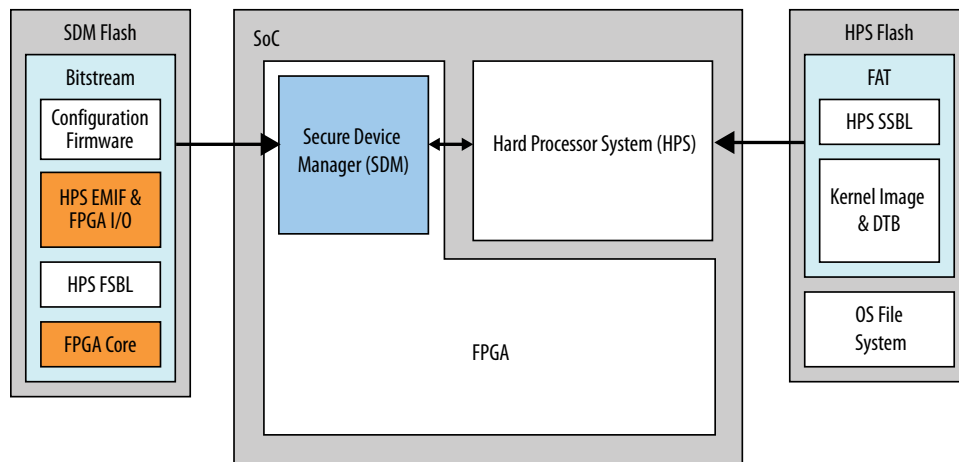 SDM Flash
Bitstream
Configuration
Firmware
HPS EMIF &
FPGA I/O
HPS FSBL
FPGA Core
SoC
Secure Device
Manager (SDM)
Hard Processor System (HPS)
FPGA
HPS Flash
FAT
HPS SSBL
Kernel Image
& DTB
OS File
System